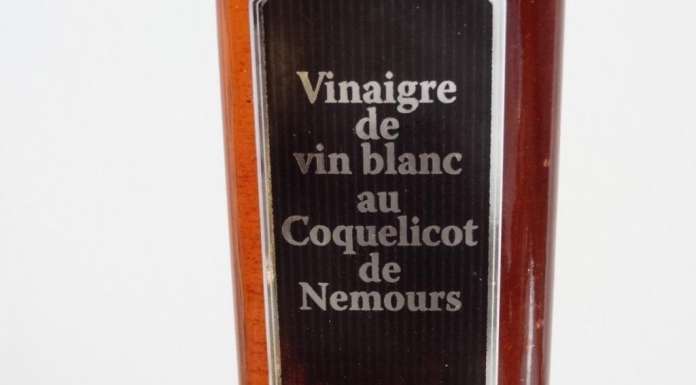 Vinaigre
de
vin blanc
au
Coquelicot
de
Nemours